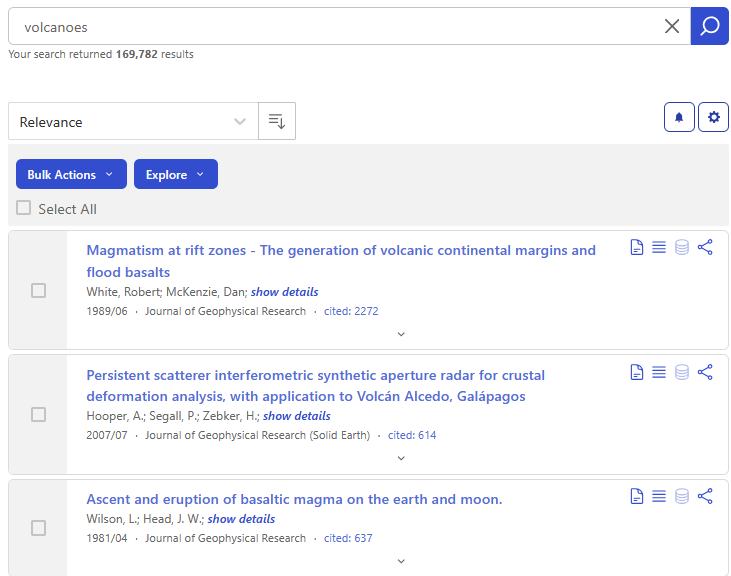 volcanoes
Your search returned 169,782 results
Relevance
Bulk Actions Explore
Select All
Magmatism at rift zones - The generation of volcanic continental margins and
flood basalts
White, Robert; McKenzie, Dan; show details
1989/06 · Journal of Geophysical Research · cited: 2272
Persistent scatterer interferometric synthetic aperture radar for crustal
deformation analysis, with application to Volcán Alcedo, Galápagos
Hooper, A.; Segall, P.; Zebker, H.; show details
2007/07 · Journal of Geophysical Research (Solid Earth) · cited: 614
Ascent and eruption of basaltic magma on the earth and moon.
Wilson, L.; Head, J. W.; show details
1981/04 · Journal of Geophysical Research · cited: 637